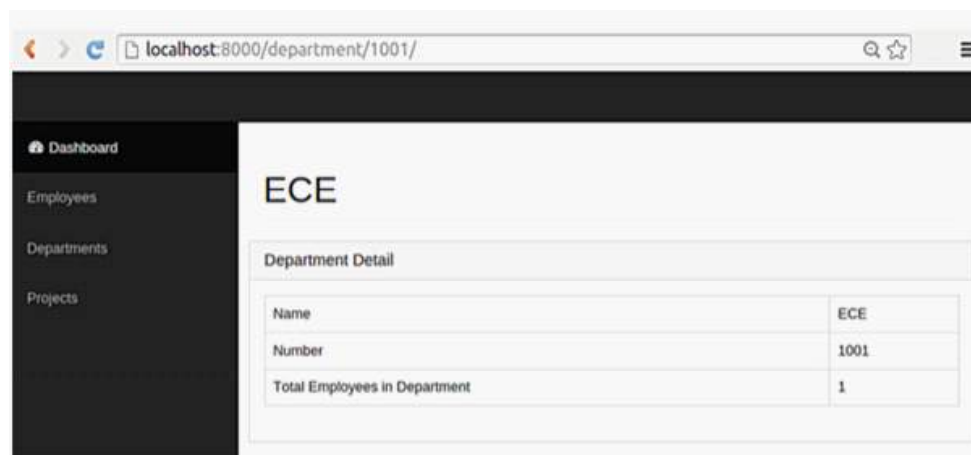 localhost:8000/department/1001/
Dashboard
Employees
Departments
Projects
ECE
Department Detail
Name ECE
Number 1001
Total Employees in Department 1